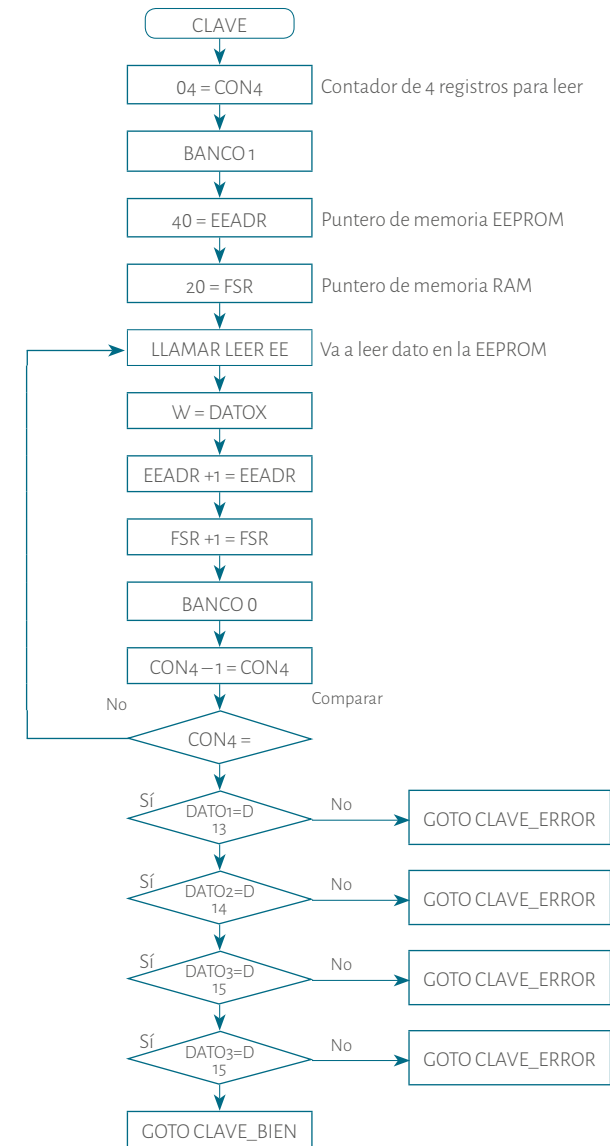 CLAVE
04 = CON4
Contador de 4 registros para leer
BANCO 1
40 = EEADR
Puntero de memoria EEPROM
20 = FSR
Puntero de memoria RAM
LLAMAR LEER EE
Va a leer dato en la EEPROM
W = DATOX
EEADR +1 = EEADR
FSR +1 = FSR
BANCO 0
CON4 – 1 = CON4
Comparar
No
CON4 =
Sí
DATO1=D
13
No
GOTO CLAVE_ERROR
Sí
DATO2=D
14
No
GOTO CLAVE_ERROR
Sí
DATO3=D
15
No
GOTO CLAVE_ERROR
Sí
DATO3=D
15
No
GOTO CLAVE_ERROR
GOTO CLAVE_BIEN